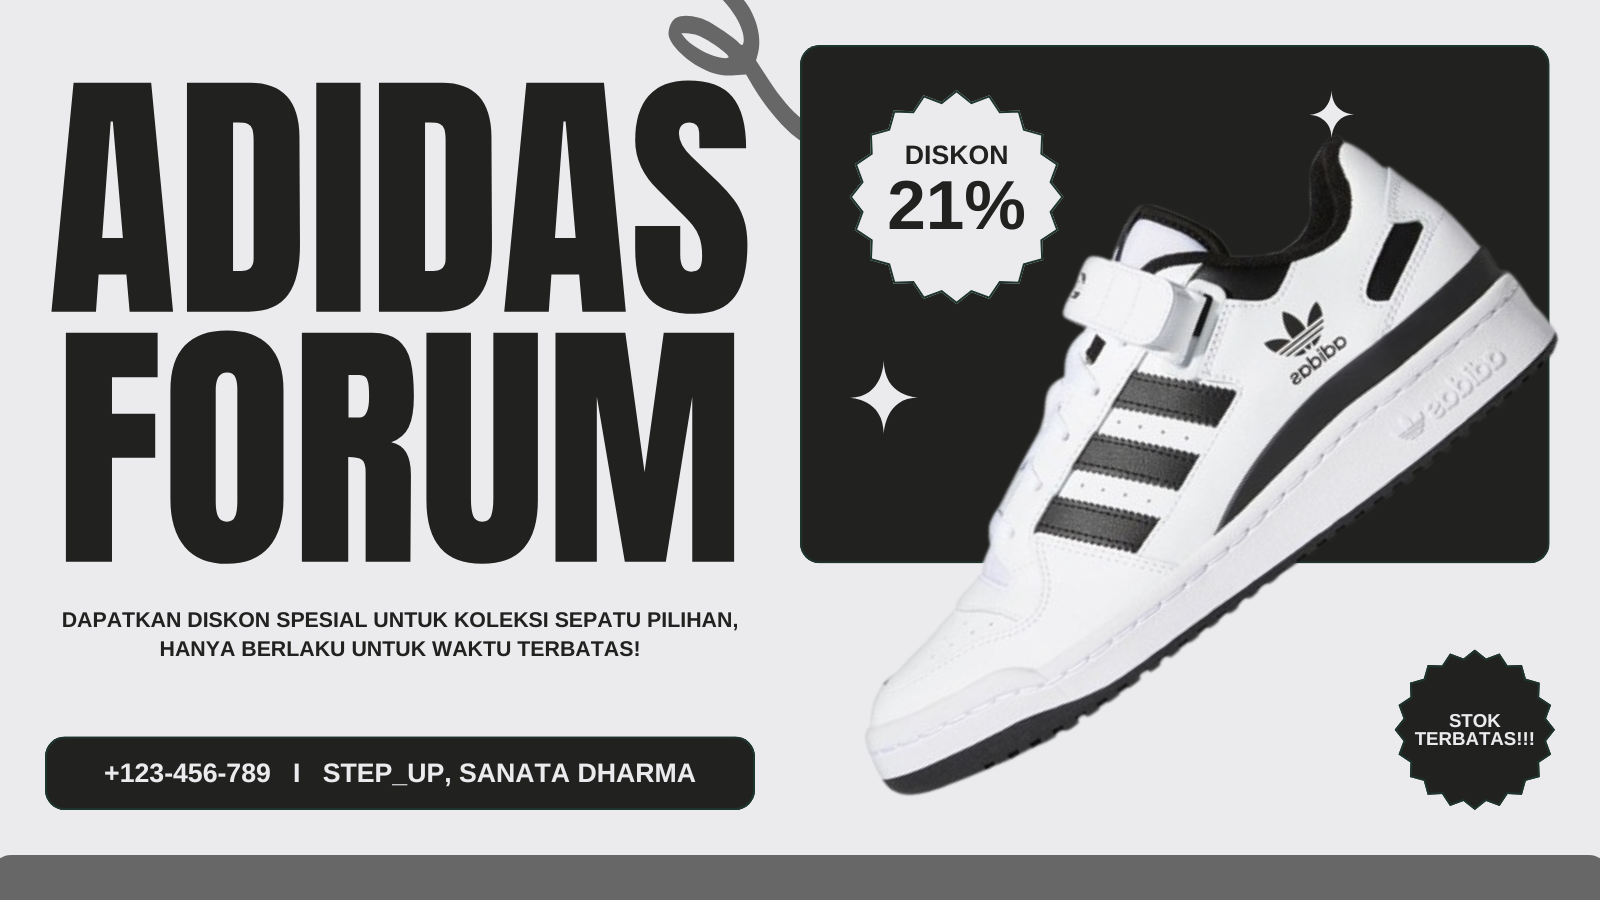 ADIDAS
FORUM
DAPATKAN DISKON SPESIAL UNTUK KOLEKSI SEPATU PILIHAN,
HANYA BERLAKU UNTUK WAKTU TERBATAS!
+123-456-789 I STEP_UP, SANATA DHARMA
DISKON
21%
adidas
adidas
STOK
TERBATAS!!!